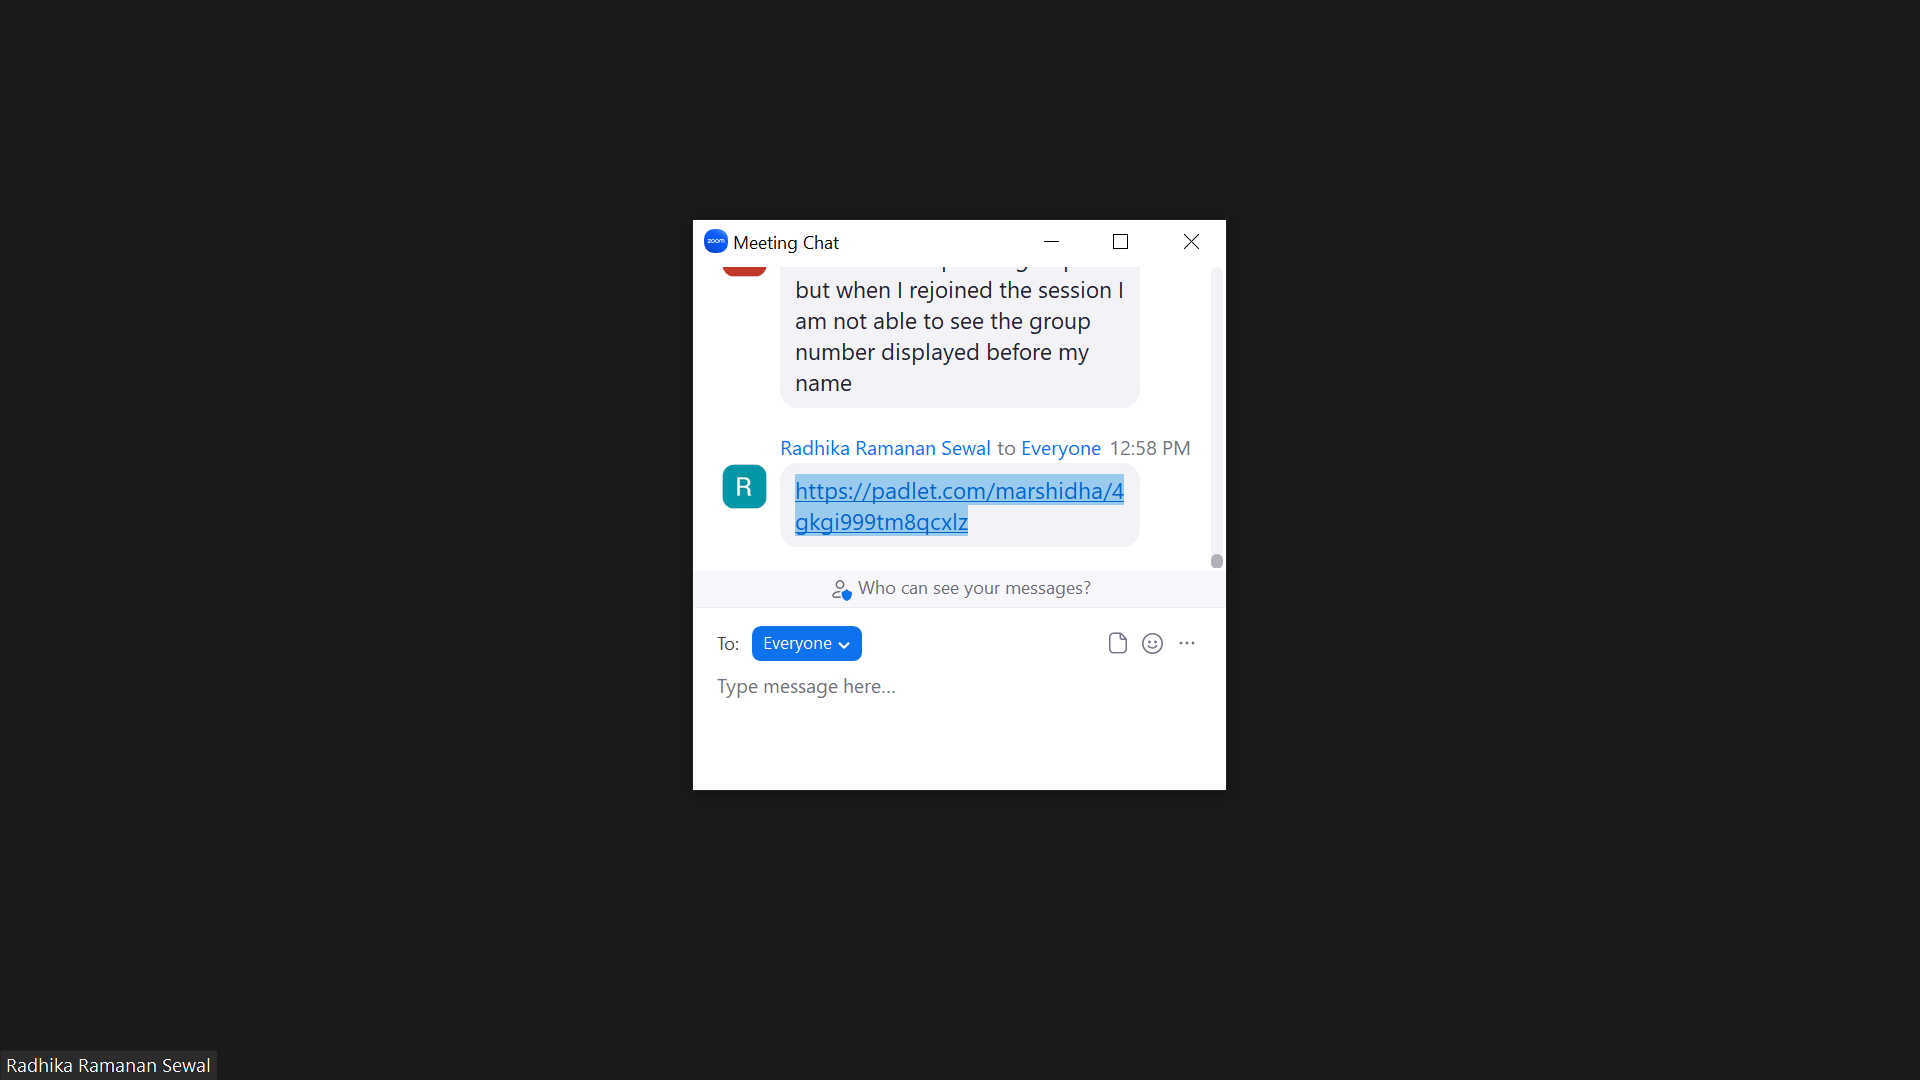 zoom Meeting Chat
but when I rejoined the session I
am not able to see the group
number displayed before my
name
Radhika Ramanan Sewal to Everyone 12:58 PM
R
https://padlet.com/marshidha/4
gkgi999tm8qcxlz
Who can see your messages?
To: Everyone
Type message here...
Radhika Ramanan Sewal